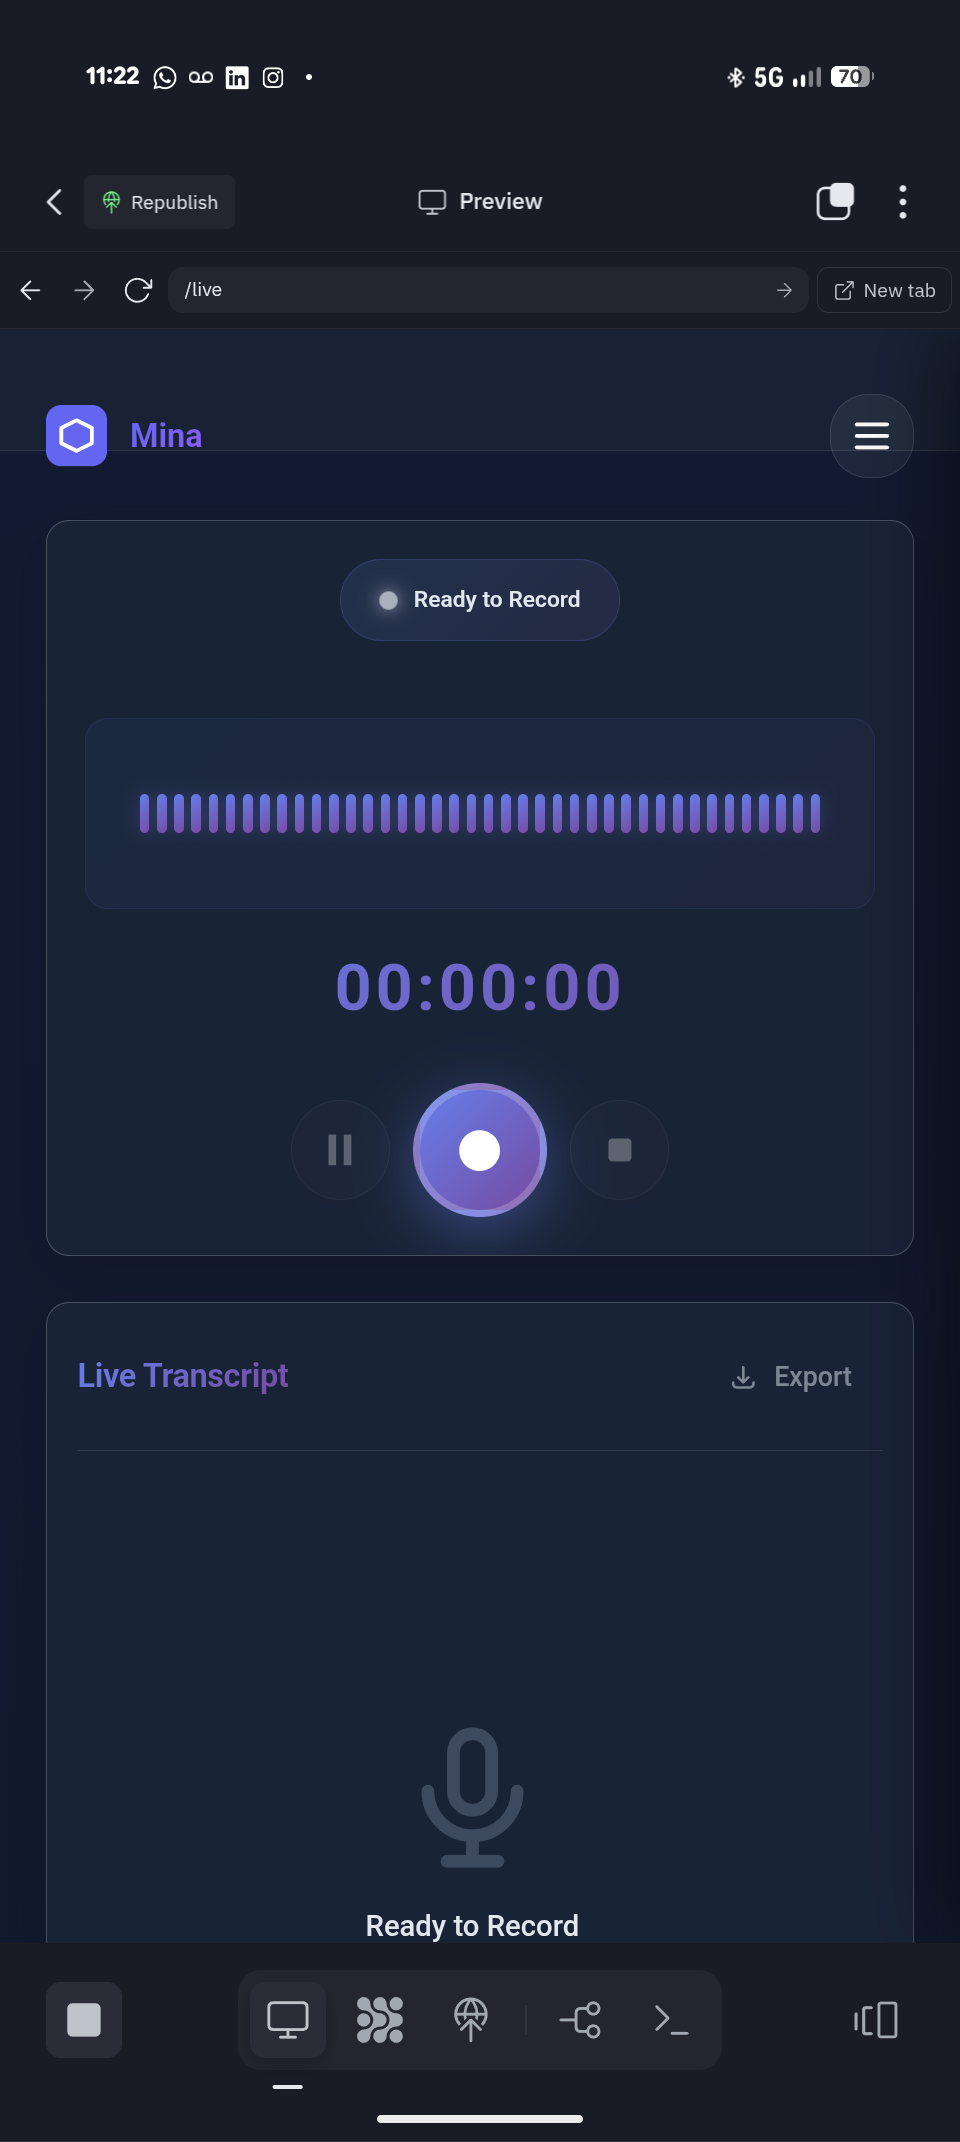 11:22
5G
70
Republish
Preview
/live
New tab
Mina
Ready to Record
00:00:00
Live Transcript
Export
Ready to Record